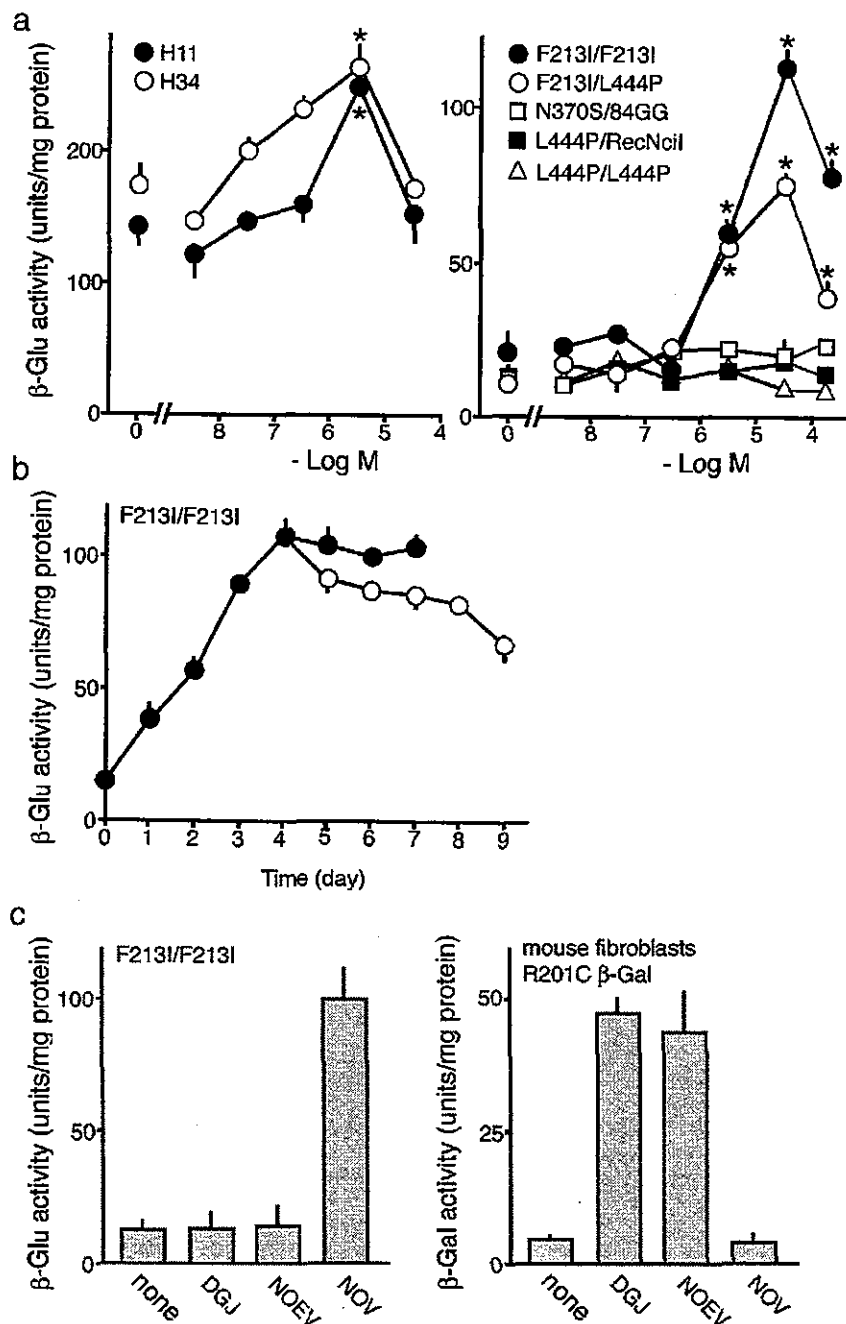 a
β-Glu activity (units/mg protein)
200
100
0
H11
H34
*
*
0 8 7 6 5 4
- Log M
100
50
0
F213I/F213I
F213I/L444P
N370S/84GG
L444P/RecNciI
L444P/L444P
*
*
*
*
*
*
0 8 7 6 5 4
- Log M
b
β-Glu activity (units/mg protein)
F213I/F213I
100
50
0
0 1 2 3 4 5 6 7 8 9
Time (day)
c
β-Glu activity (units/mg protein)
F213I/F213I
100
50
0
none DGJ NOEV NOV
β-Gal activity (units/mg protein)
mouse fibroblasts
R201C β-Gal
50
25
0
none DGJ NOEV NOV